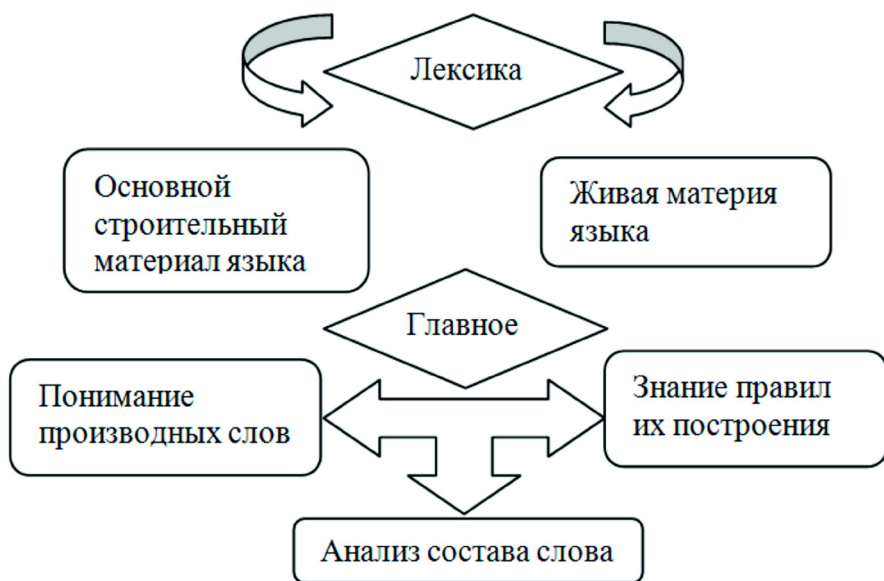 Лексика
Основной
строительный
материал языка
Живая материя
языка
Главное
Понимание
производных слов
Знание правил
их построения
Анализ состава слова